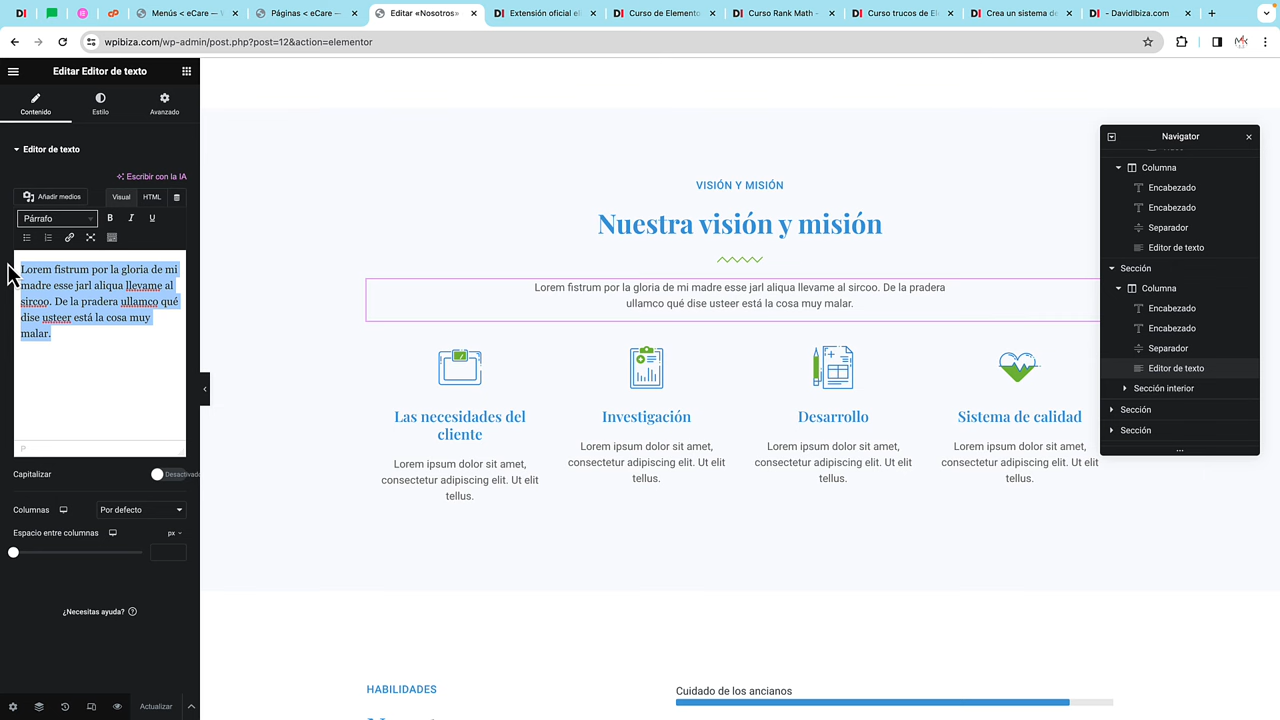 Menús < eCare — W
Páginas < eCare —
Editar «Nosotros»
Extensión oficial el
Curso de Elemento
Curso Rank Math -
Curso trucos de El
Crea un sistema de
- DavidIbiza.com
wpibiza.com/wp-admin/post.php?post=12&action=elementor
Editar Editor de texto
Contenido
Estilo
Avanzado
Editor de texto
Escribir con la IA
Añadir medios
Visual
HTML
Párrafo
B I U
Lorem fistrum por la gloria de mi
madre esse jarl aliqua llevame al
sircoo. De la pradera ullamco qué
dise usteer está la cosa muy
malar.
P
Capitalizar
Desactivado
Columnas
Por defecto
Espacio entre columnas
px
¿Necesitas ayuda?
Actualizar
VISIÓN Y MISIÓN
Nuestra visión y misión
Lorem fistrum por la gloria de mi madre esse jarl aliqua llevame al sircoo. De la pradera
ullamco qué dise usteer está la cosa muy malar.
Las necesidades del
cliente
Lorem ipsum dolor sit amet,
consectetur adipiscing elit. Ut elit
tellus.
Investigación
Lorem ipsum dolor sit amet,
consectetur adipiscing elit. Ut elit
tellus.
Desarrollo
Lorem ipsum dolor sit amet,
consectetur adipiscing elit. Ut elit
tellus.
Sistema de calidad
Lorem ipsum dolor sit amet,
consectetur adipiscing elit. Ut elit
tellus.
HABILIDADES
Cuidado de los ancianos
Navigator
Columna
Encabezado
Encabezado
Separador
Editor de texto
Sección
Columna
Encabezado
Encabezado
Separador
Editor de texto
Sección interior
Sección
Sección